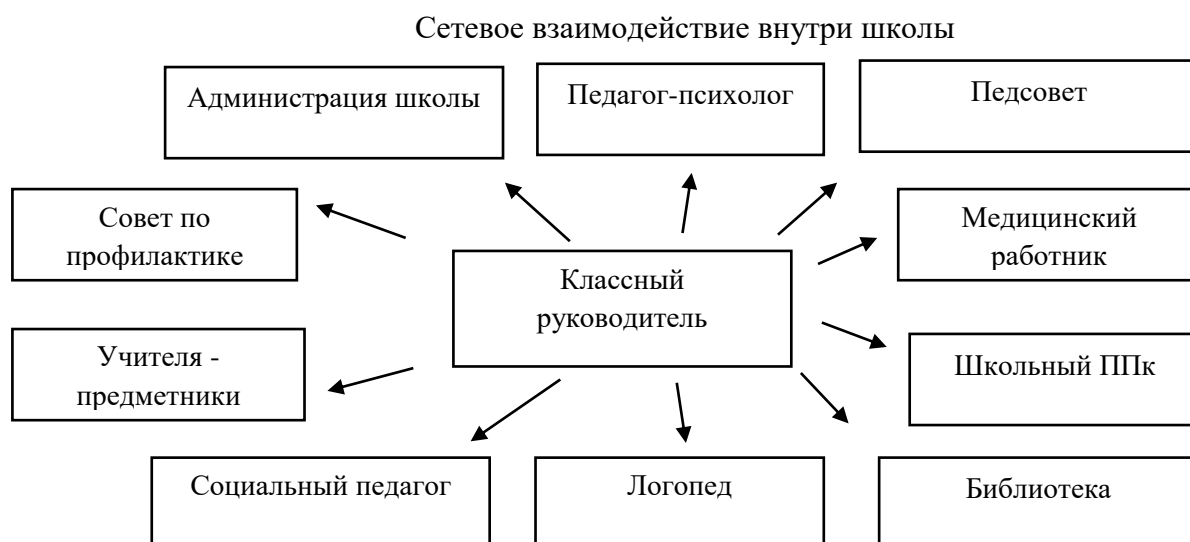 Сетевое взаимодействие внутри школы
Администрация школы
Педагог-психолог
Педсовет
Совет по
профилактике
Медицинский
работник
Классный
руководитель
Учителя -
предметники
Школьный ППк
Социальный педагог
Логопед
Библиотека